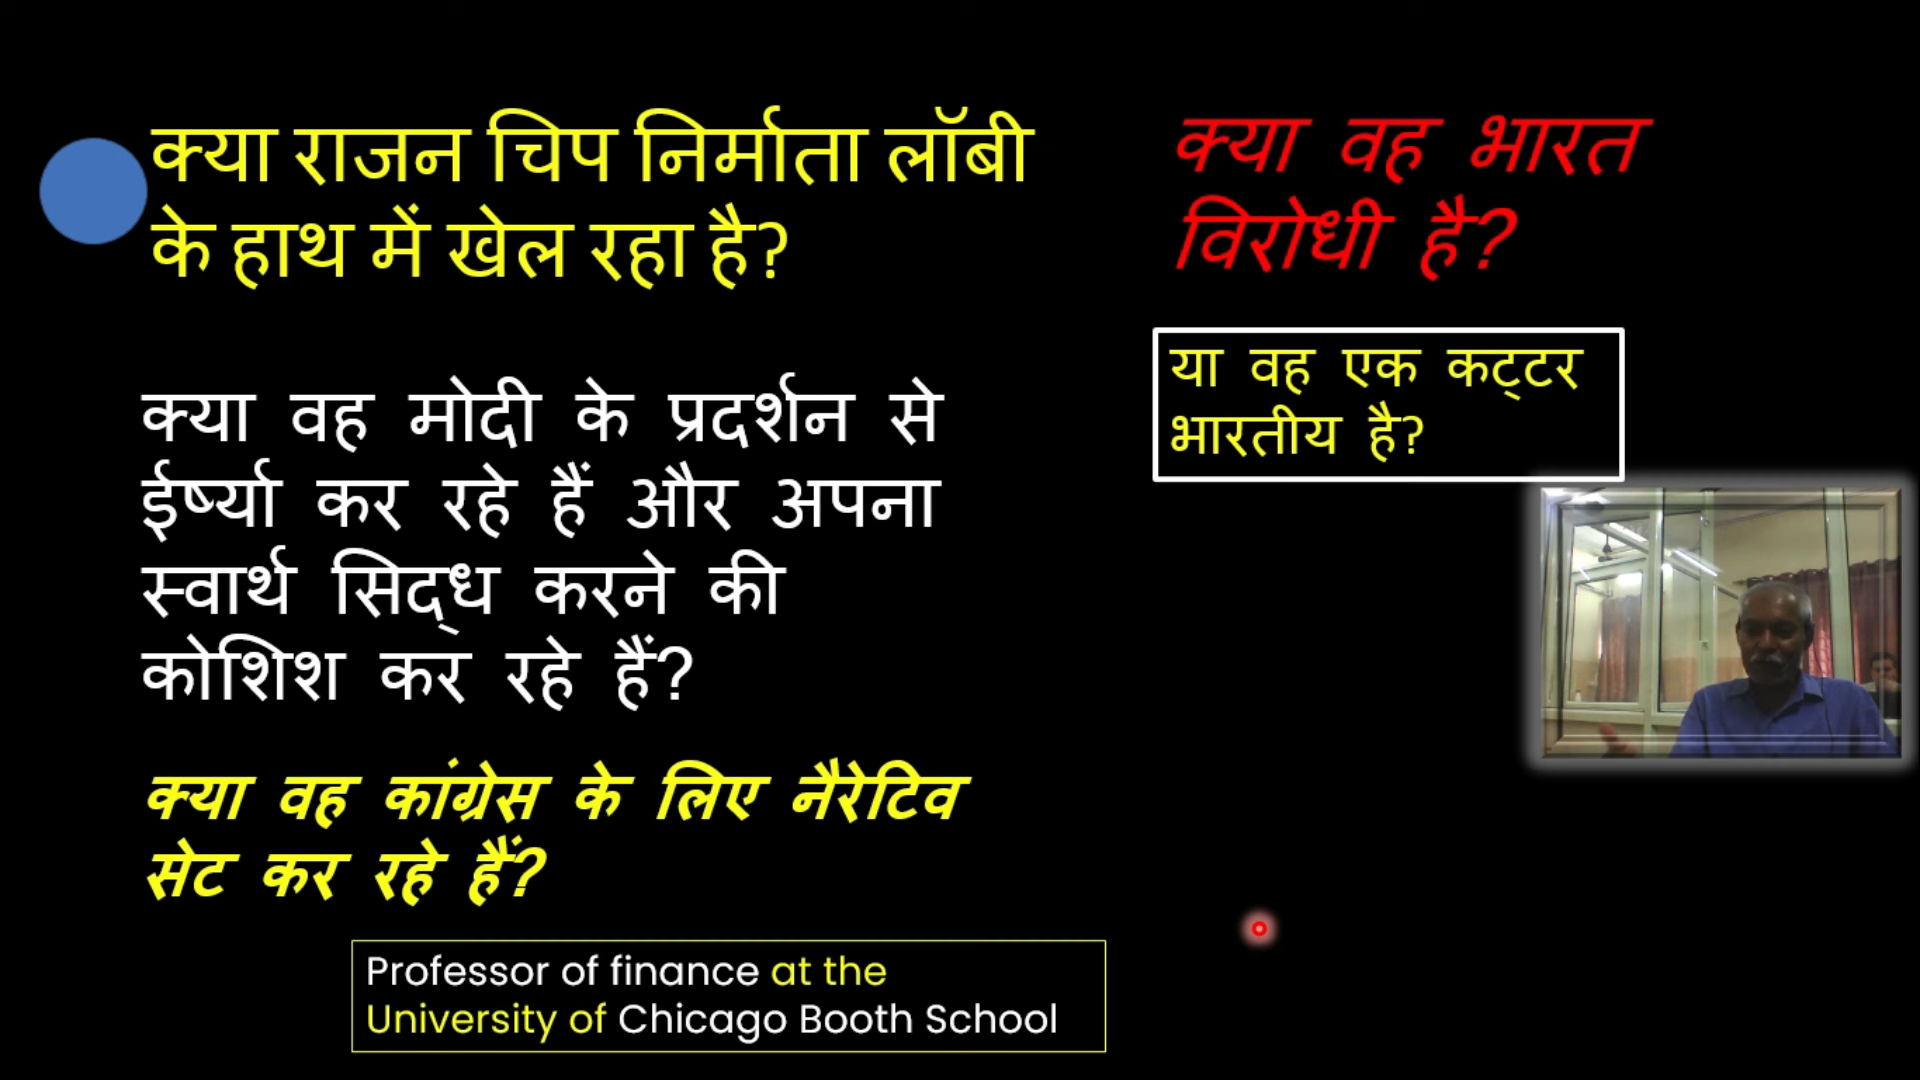 क्या राजन चिप निर्माता लॉबी
के हाथ में खेल रहा है?
क्या वह मोदी के प्रदर्शन से
ईर्ष्या कर रहे हैं और अपना
स्वार्थ सिद्ध करने की
कोशिश कर रहे हैं?
क्या वह कांग्रेस के लिए नैरेटिव
सेट कर रहे हैं?
Professor of finance at the
University of Chicago Booth School
क्या वह भारत
विरोधी है?
या वह एक कट्टर
भारतीय है?